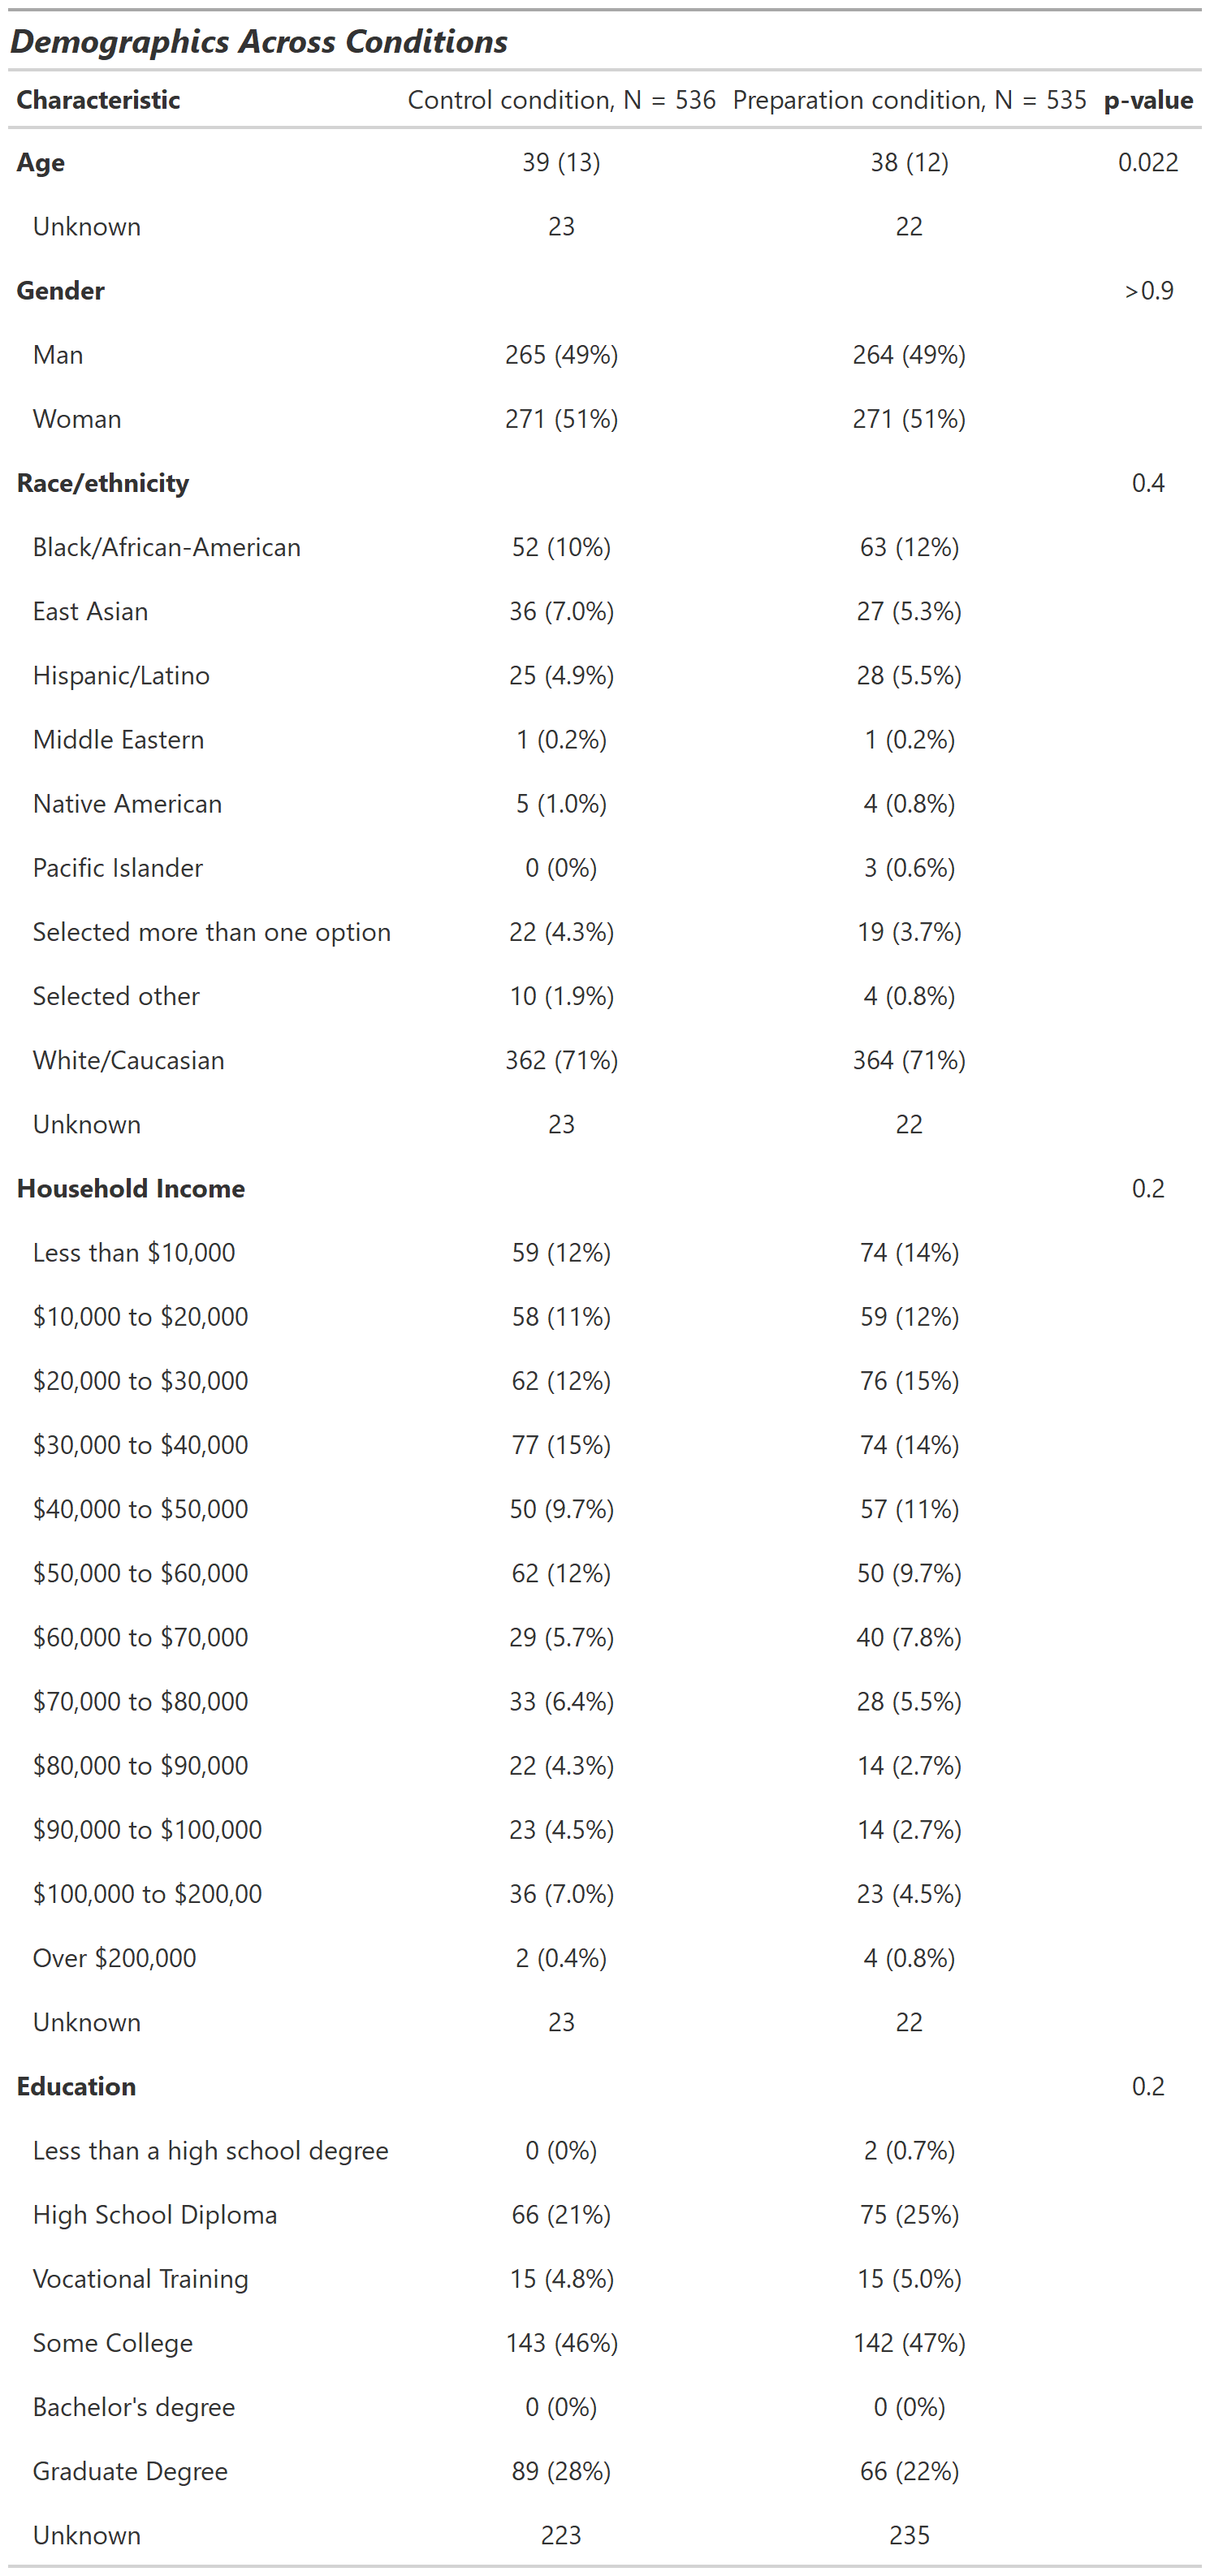 Demographics Across Conditions
Characteristic Control condition, N = 536 Preparation condition, N = 535 p-value
Age 39 (13) 38 (12) 0.022
Unknown 23 22
Gender >0.9
Man 265 (49%) 264 (49%)
Woman 271 (51%) 271 (51%)
Race/ethnicity 0.4
Black/African-American 52 (10%) 63 (12%)
East Asian 36 (7.0%) 27 (5.3%)
Hispanic/Latino 25 (4.9%) 28 (5.5%)
Middle Eastern 1 (0.2%) 1 (0.2%)
Native American 5 (1.0%) 4 (0.8%)
Pacific Islander 0 (0%) 3 (0.6%)
Selected more than one option 22 (4.3%) 19 (3.7%)
Selected other 10 (1.9%) 4 (0.8%)
White/Caucasian 362 (71%) 364 (71%)
Unknown 23 22
Household Income 0.2
Less than $10,000 59 (12%) 74 (14%)
$10,000 to $20,000 58 (11%) 59 (12%)
$20,000 to $30,000 62 (12%) 76 (15%)
$30,000 to $40,000 77 (15%) 74 (14%)
$40,000 to $50,000 50 (9.7%) 57 (11%)
$50,000 to $60,000 62 (12%) 50 (9.7%)
$60,000 to $70,000 29 (5.7%) 40 (7.8%)
$70,000 to $80,000 33 (6.4%) 28 (5.5%)
$80,000 to $90,000 22 (4.3%) 14 (2.7%)
$90,000 to $100,000 23 (4.5%) 14 (2.7%)
$100,000 to $200,00 36 (7.0%) 23 (4.5%)
Over $200,000 2 (0.4%) 4 (0.8%)
Unknown 23 22
Education 0.2
Less than a high school degree 0 (0%) 2 (0.7%)
High School Diploma 66 (21%) 75 (25%)
Vocational Training 15 (4.8%) 15 (5.0%)
Some College 143 (46%) 142 (47%)
Bachelor's degree 0 (0%) 0 (0%)
Graduate Degree 89 (28%) 66 (22%)
Unknown 223 235